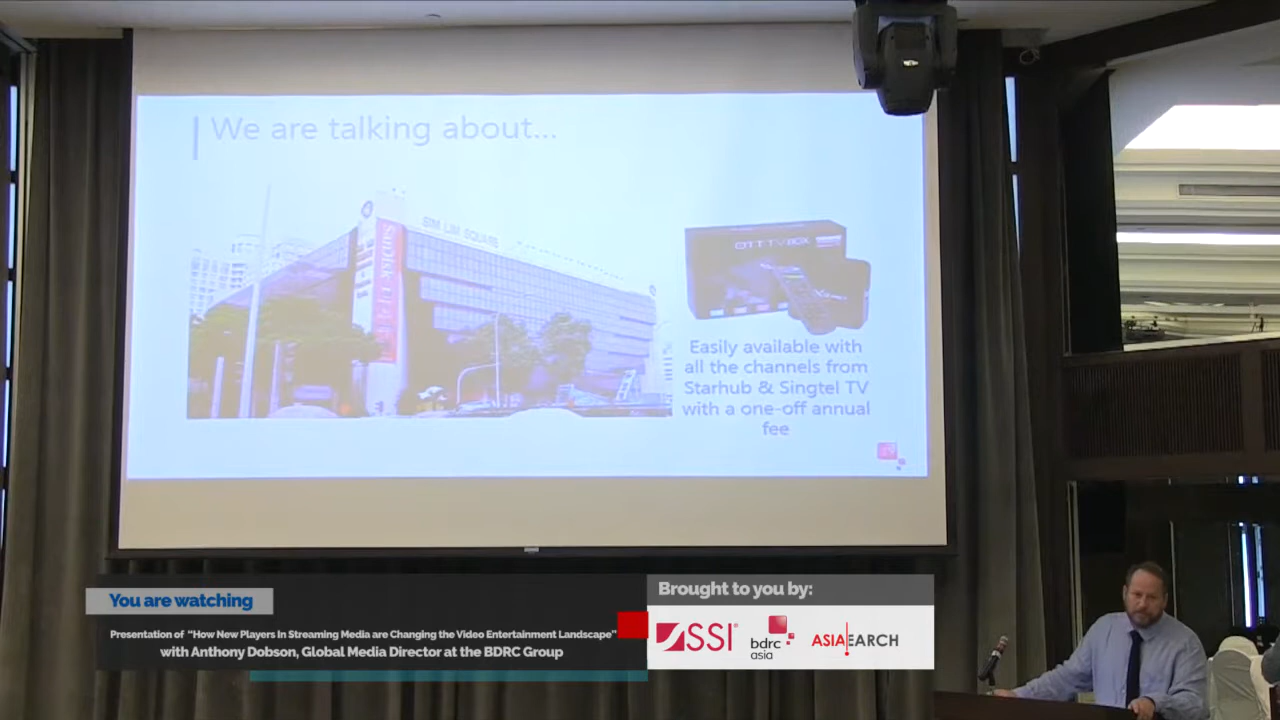 We are talking about...
SIM LIM SQUARE
OTT TV BOX
Easily available with
all the channels from
Starhub & Singtel TV
with a one-off annual
fee
You are watching
Presentation of "How New Players In Streaming Media are Changing the Video Entertainment Landscape"
with Anthony Dobson, Global Media Director at the BDRC Group
Brought to you by:
SSI
bdrc
asia
ASIA RESEARCH